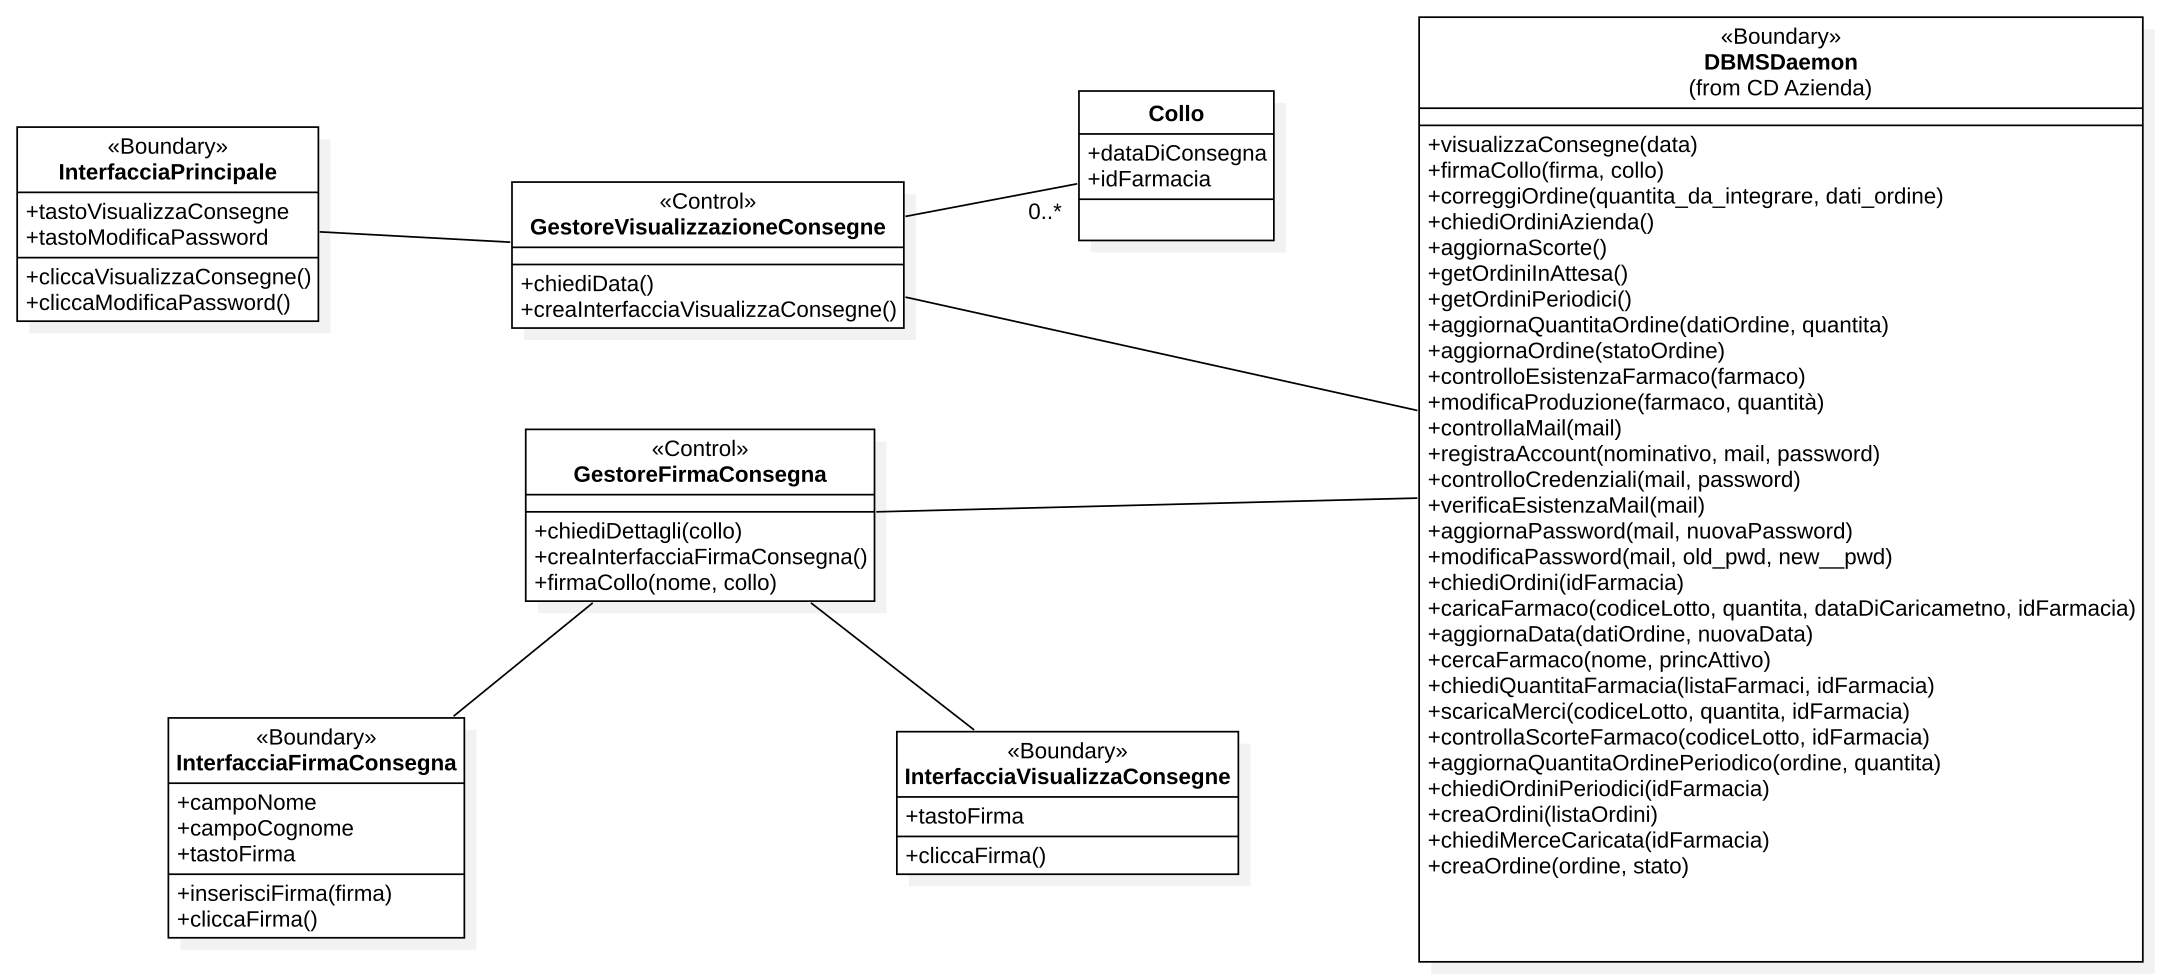 «Boundary»
InterfacciaPrincipale
+tastoVisualizzaConsegne
+tastoModificaPassword
+cliccaVisualizzaConsegne()
+cliccaModificaPassword()
«Control»
GestoreVisualizzazioneConsegne
+chiediData()
+creaInterfacciaVisualizzaConsegne()
Collo
+dataDiConsegna
+idFarmacia
0..*
«Control»
GestoreFirmaConsegna
+chiediDettagli(collo)
+creaInterfacciaFirmaConsegna()
+firmaCollo(nome, collo)
«Boundary»
InterfacciaFirmaConsegna
+campoNome
+campoCognome
+tastoFirma
+inserisciFirma(firma)
+cliccaFirma()
«Boundary»
InterfacciaVisualizzaConsegne
+tastoFirma
+cliccaFirma()
«Boundary»
DBMSDaemon
(from CD Azienda)
+visualizzaConsegne(data)
+firmaCollo(firma, collo)
+correggiOrdine(quantita_da_integrare, dati_ordine)
+chiediOrdiniAzienda()
+aggiornaScorte()
+getOrdiniInAttesa()
+getOrdiniPeriodici()
+aggiornaQuantitaOrdine(datiOrdine, quantita)
+aggiornaOrdine(statoOrdine)
+controlloEsistenzaFarmaco(farmaco)
+modificaProduzione(farmaco, quantità)
+controllaMail(mail)
+registraAccount(nominativo, mail, password)
+controlloCredenziali(mail, password)
+verificaEsistenzaMail(mail)
+aggiornaPassword(mail, nuovaPassword)
+modificaPassword(mail, old_pwd, new__pwd)
+chiediOrdini(idFarmacia)
+caricaFarmaco(codiceLotto, quantita, dataDiCaricametno, idFarmacia)
+aggiornaData(datiOrdine, nuovaData)
+cercaFarmaco(nome, princAttivo)
+chiediQuantitaFarmacia(listaFarmaci, idFarmacia)
+scaricaMerci(codiceLotto, quantita, idFarmacia)
+controllaScorteFarmaco(codiceLotto, idFarmacia)
+aggiornaQuantitaOrdinePeriodico(ordine, quantita)
+chiediOrdiniPeriodici(idFarmacia)
+creaOrdini(listaOrdini)
+chiediMerceCaricata(idFarmacia)
+creaOrdine(ordine, stato)